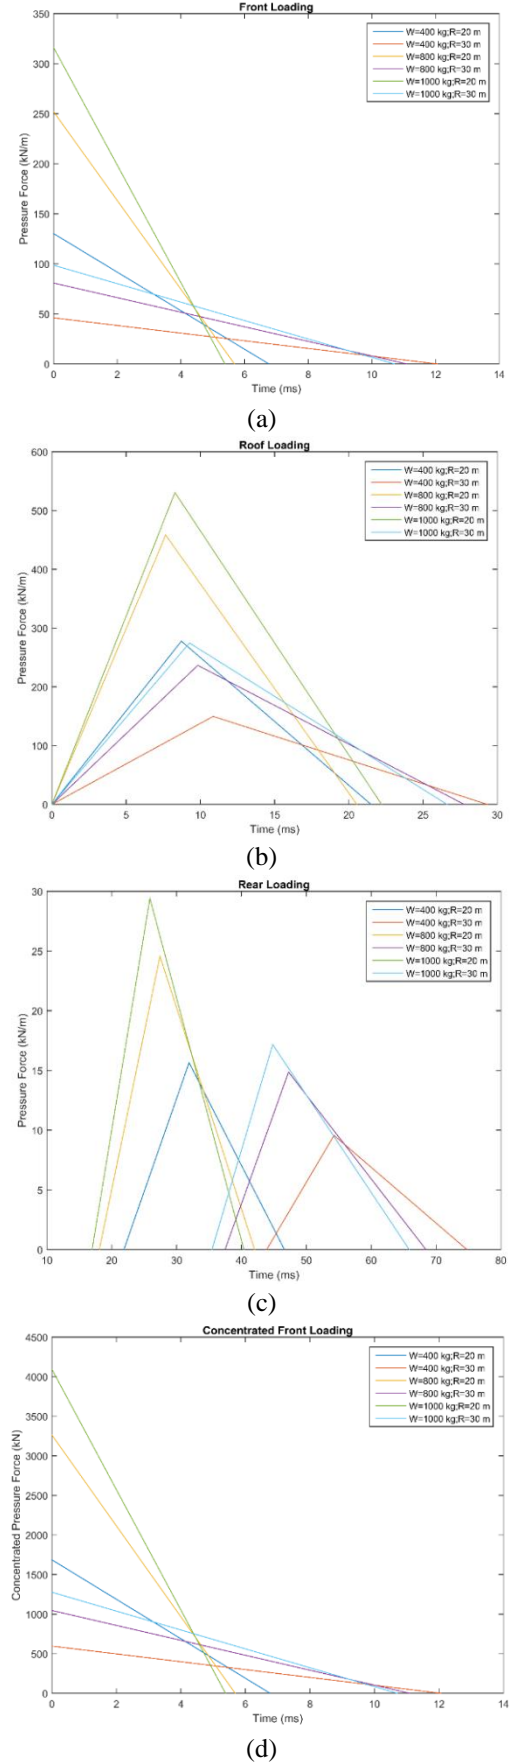 Front Loading
350
300
250
200
150
100
50
0
Pressure Force (kN/m)
W=400 kg;R=20 m
W=400 kg;R=30 m
W=800 kg;R=20 m
W=800 kg;R=30 m
W=1000 kg;R=20 m
W=1000 kg;R=30 m
0 2 4 6 8 10 12 14
Time (ms)
(a)
Roof Loading
600
500
400
300
200
100
0
Pressure Force (kN/m)
W=400 kg;R=20 m
W=400 kg;R=30 m
W=800 kg;R=20 m
W=800 kg;R=30 m
W=1000 kg;R=20 m
W=1000 kg;R=30 m
0 5 10 15 20 25 30
Time (ms)
(b)
Rear Loading
30
25
20
15
10
5
0
Pressure Force (kN/m)
W=400 kg;R=20 m
W=400 kg;R=30 m
W=800 kg;R=20 m
W=800 kg;R=30 m
W=1000 kg;R=20 m
W=1000 kg;R=30 m
10 20 30 40 50 60 70 80
Time (ms)
(c)
Concentrated Front Loading
4500
4000
3500
3000
2500
2000
1500
1000
500
0
Concentrated Pressure Force (kN)
W=400 kg;R=20 m
W=400 kg;R=30 m
W=800 kg;R=20 m
W=800 kg;R=30 m
W=1000 kg;R=20 m
W=1000 kg;R=30 m
0 2 4 6 8 10 12 14
Time (ms)
(d)